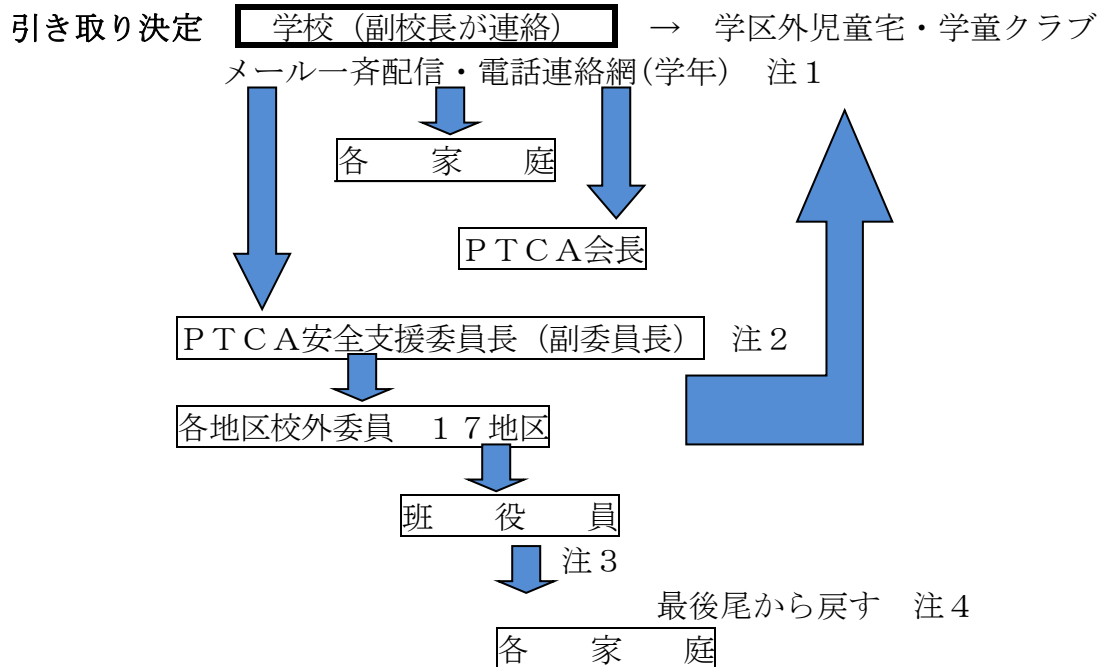 引き取り決定 学校（副校長が連絡） → 学区外児童宅・学童クラブ
メール一斉配信・電話連絡網(学年) 注１
各 家 庭
ＰＴＣＡ会長
ＰＴＣＡ安全支援委員長（副委員長） 注２
各地区校外委員 １７地区
班 役 員
注３
最後尾から戻す 注４
各 家 庭